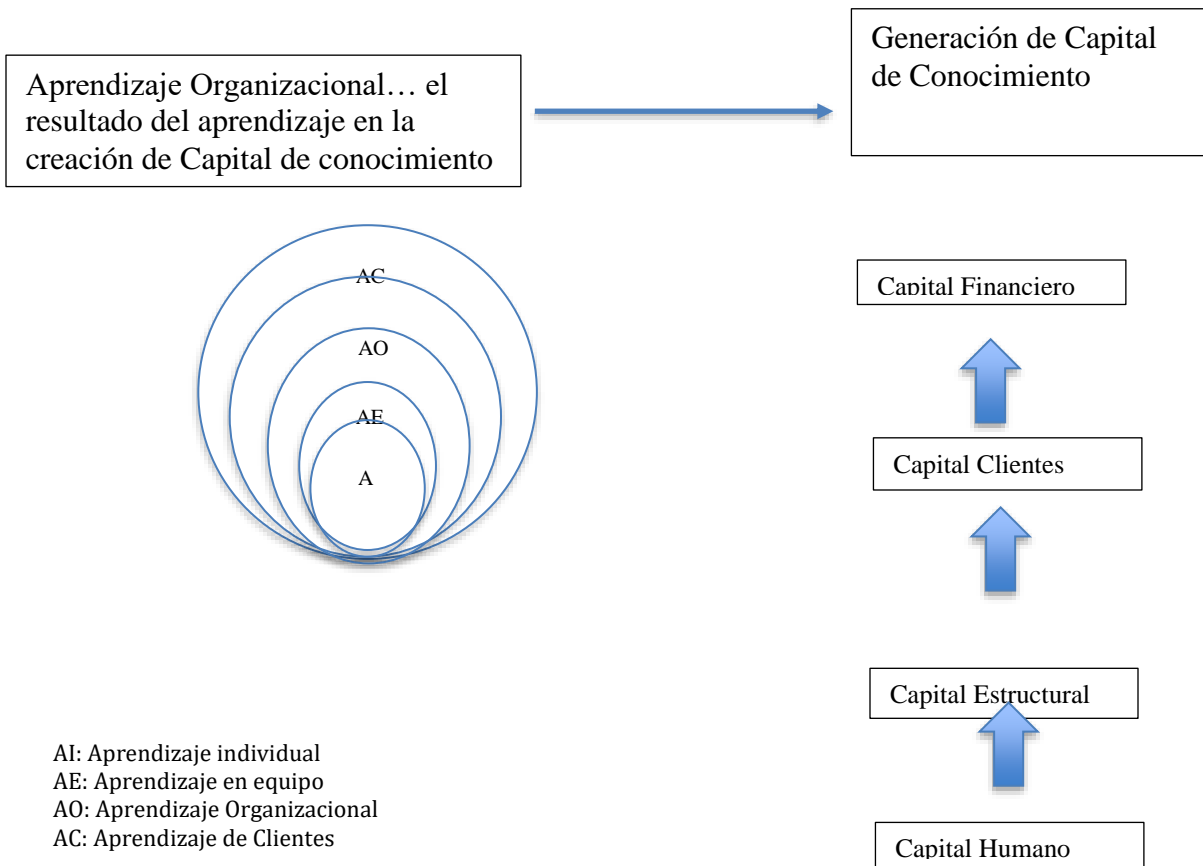 Aprendizaje Organizacional… el
resultado del aprendizaje en la
creación de Capital de conocimiento
Generación de Capital
de Conocimiento
AC
AO
AE
A
Capital Financiero
Capital Clientes
Capital Estructural
Capital Humano
AI: Aprendizaje individual
AE: Aprendizaje en equipo
AO: Aprendizaje Organizacional
AC: Aprendizaje de Clientes